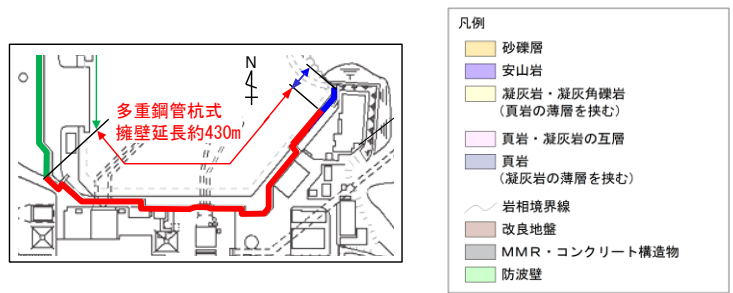 N
多重鋼管杭式
擁壁延長約430m
凡例
砂礫層
安山岩
凝灰岩・凝灰角礫岩
(頁岩の薄層を挟む)
頁岩・凝灰岩の互層
頁岩
(凝灰岩の薄層を挟む)
岩相境界線
改良地盤
MMR・コンクリート構造物
防波壁